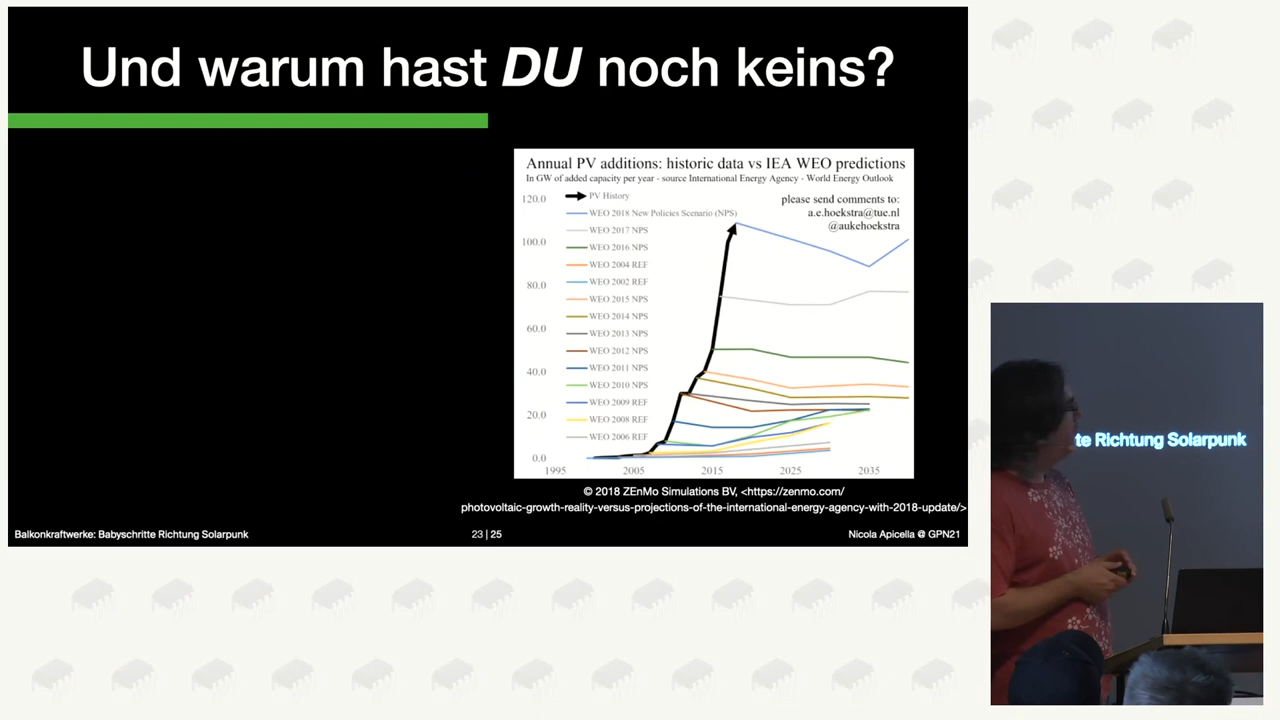 Und warum hast DU noch keins?
Annual PV additions: historic data vs IEA WEO predictions
In GW of added capacity per year - source International Energy Agency - World Energy Outlook
120.0
100.0
80.0
60.0
40.0
20.0
0.0
PV History
WEO 2018 New Policies Scenario (NPS)
WEO 2017 NPS
WEO 2016 NPS
WEO 2004 REF
WEO 2002 REF
WEO 2015 NPS
WEO 2014 NPS
WEO 2013 NPS
WEO 2012 NPS
WEO 2011 NPS
WEO 2010 NPS
WEO 2009 REF
WEO 2008 REF
WEO 2006 REF
please send comments to:
a.e.hoekstra@tue.nl
@aukehoekstra
1995 2005 2015 2025 2035
© 2018 ZEnMo Simulations BV, <https://zenmo.com/
photovoltaic-growth-reality-versus-projections-of-the-international-energy-agency-with-2018-update/>
Balkonkraftwerke: Babyschritte Richtung Solarpunk 23 | 25 Nicola Apicella @ GPN21
te Richtung Solarpunk